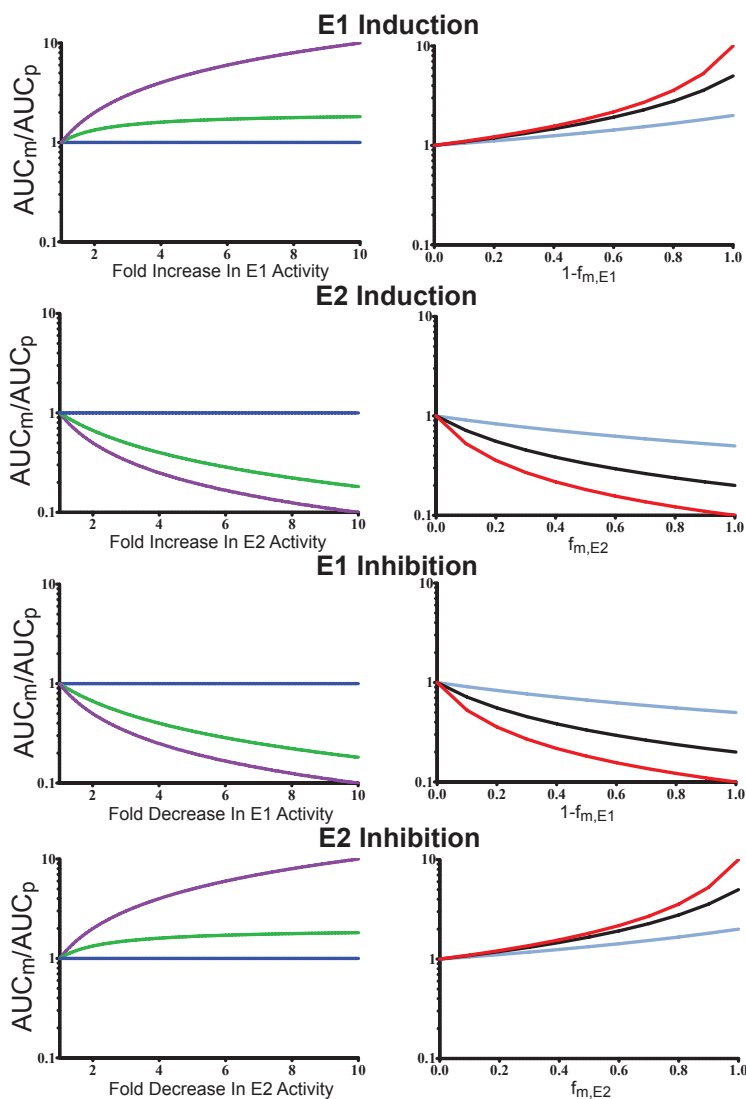 E1 Induction
AUCm/AUCp
10
1
0.1
2 4 6 8 10
Fold Increase In E1 Activity
10
1
0.1
0.0 0.2 0.4 0.6 0.8 1.0
1-fm,E1
E2 Induction
AUCm/AUCp
10
1
0.1
2 4 6 8 10
Fold Increase In E2 Activity
10
1
0.1
0.0 0.2 0.4 0.6 0.8 1.0
fm,E2
E1 Inhibition
AUCm/AUCp
10
1
0.1
2 4 6 8 10
Fold Decrease In E1 Activity
10
1
0.1
0.0 0.2 0.4 0.6 0.8 1.0
1-fm,E1
E2 Inhibition
AUCm/AUCp
10
1
0.1
2 4 6 8 10
Fold Decrease In E2 Activity
10
1
0.1
0.0 0.2 0.4 0.6 0.8 1.0
fm,E2